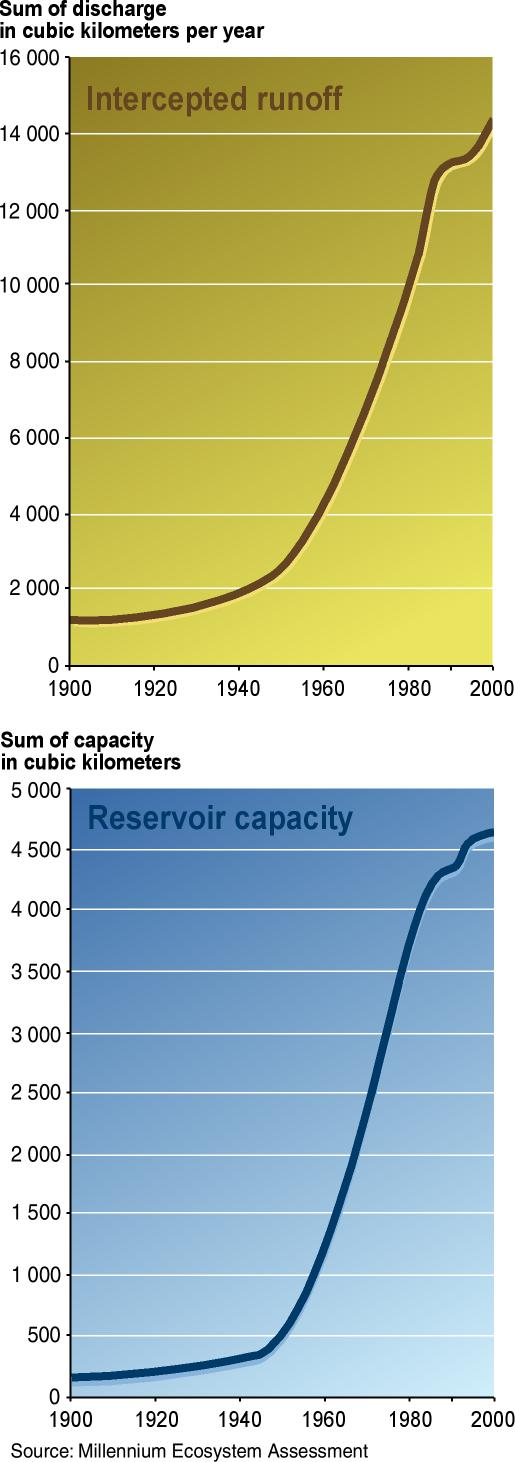 Sum of discharge
in cubic kilometers per year
16 000
Intercepted runoff
14 000
12 000
10 000
8 000
6 000
4 000
2 000
0
1900 1920 1940 1960 1980 2000
Sum of capacity
in cubic kilometers
5 000
Reservoir capacity
4 500
4 000
3 500
3 000
2 500
2 000
1 500
1 000
500
0
1900 1920 1940 1960 1980 2000
Source: Millennium Ecosystem Assessment